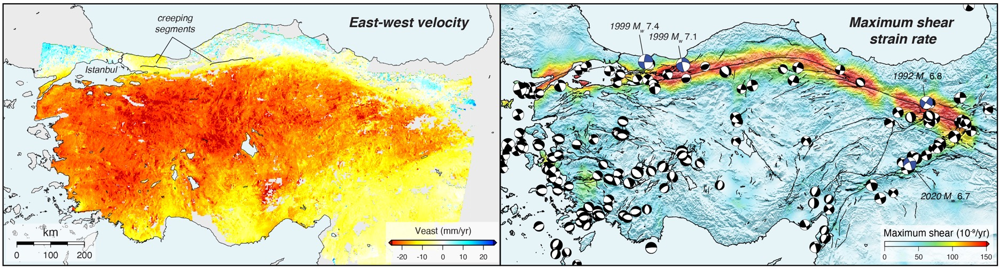 creeping
segments
East-west velocity
Istanbul
km
0 100 200
Veast (mm/yr)
-20 -10 0 10 20
Maximum shear
strain rate
1999 Mw 7.4
1999 Mw 7.1
1992 Mw 6.8
2020 Mw 6.7
Maximum shear (10-9/yr)
0 50 100 150